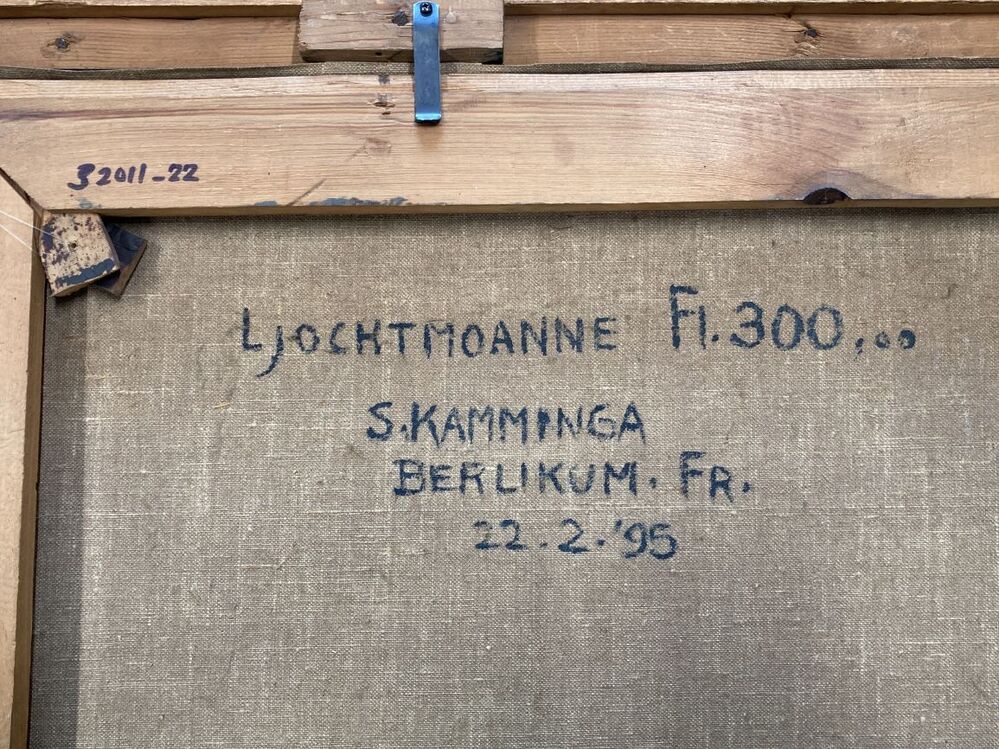 32011-22
LJOCHTMOANNE Fl. 300,00
S. KAMMINGA
BERLIKUM. FR.
22.2.'95